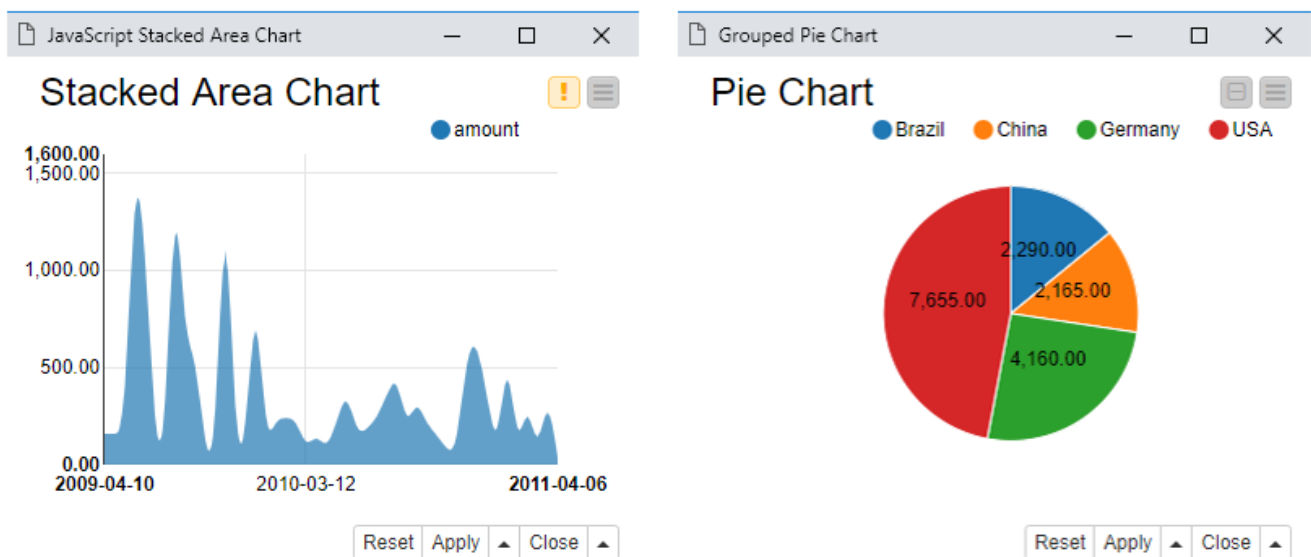 JavaScript Stacked Area Chart
Stacked Area Chart
!
amount
1,600.00
1,500.00
1,000.00
500.00
0.00
2009-04-10 2010-03-12 2011-04-06
Reset Apply Close
Grouped Pie Chart
Pie Chart
Brazil China Germany USA
2,290.00
2,165.00
7,655.00
4,160.00
Reset Apply Close